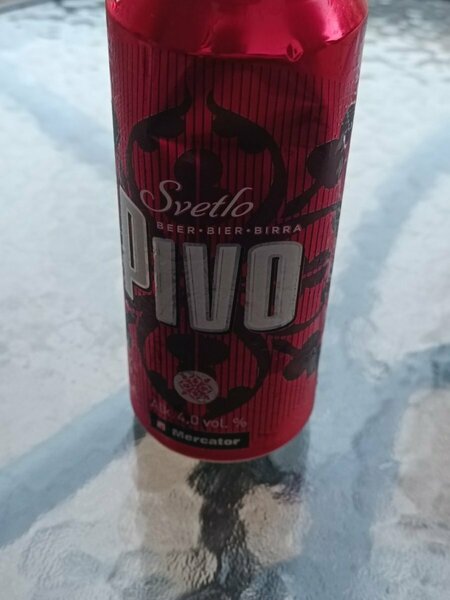 Svetlo
BEER•BIER•BIRRA
PIVO
Alk. 4,0 vol. %
Mercator